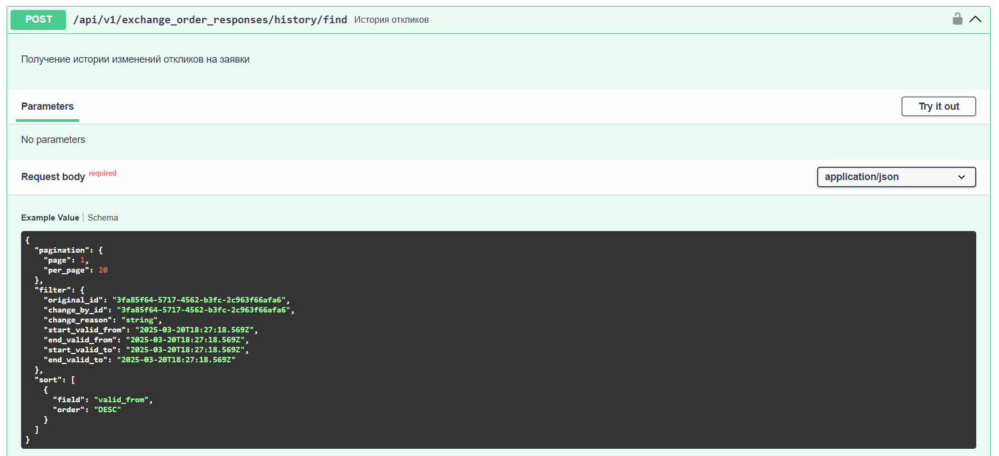 POST /api/v1/exchange_order_responses/history/find История откликов
Получение истории изменений откликов на заявки
Parameters
Try it out
No parameters
Request body required
application/json
Example Value | Schema
{
  "pagination": {
    "page": 1,
    "per_page": 20
  },
  "filter": {
    "original_id": "3fa85f64-5717-4562-b3fc-2c963f66afa6",
    "change_by_id": "3fa85f64-5717-4562-b3fc-2c963f66afa6",
    "change_reason": "string",
    "start_valid_from": "2025-03-20T18:27:18.569Z",
    "end_valid_from": "2025-03-20T18:27:18.569Z",
    "start_valid_to": "2025-03-20T18:27:18.569Z",
    "end_valid_to": "2025-03-20T18:27:18.569Z"
  },
  "sort": [
    {
      "field": "valid_from",
      "order": "DESC"
    }
  ]
}